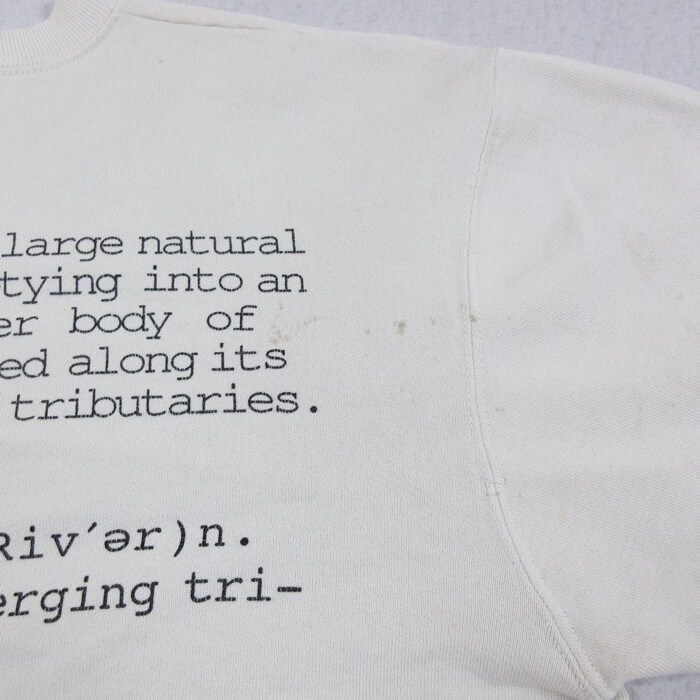 large natural
tying into an
er body of
ed along its
tributaries.
Riv´ər)n.
erging tri-